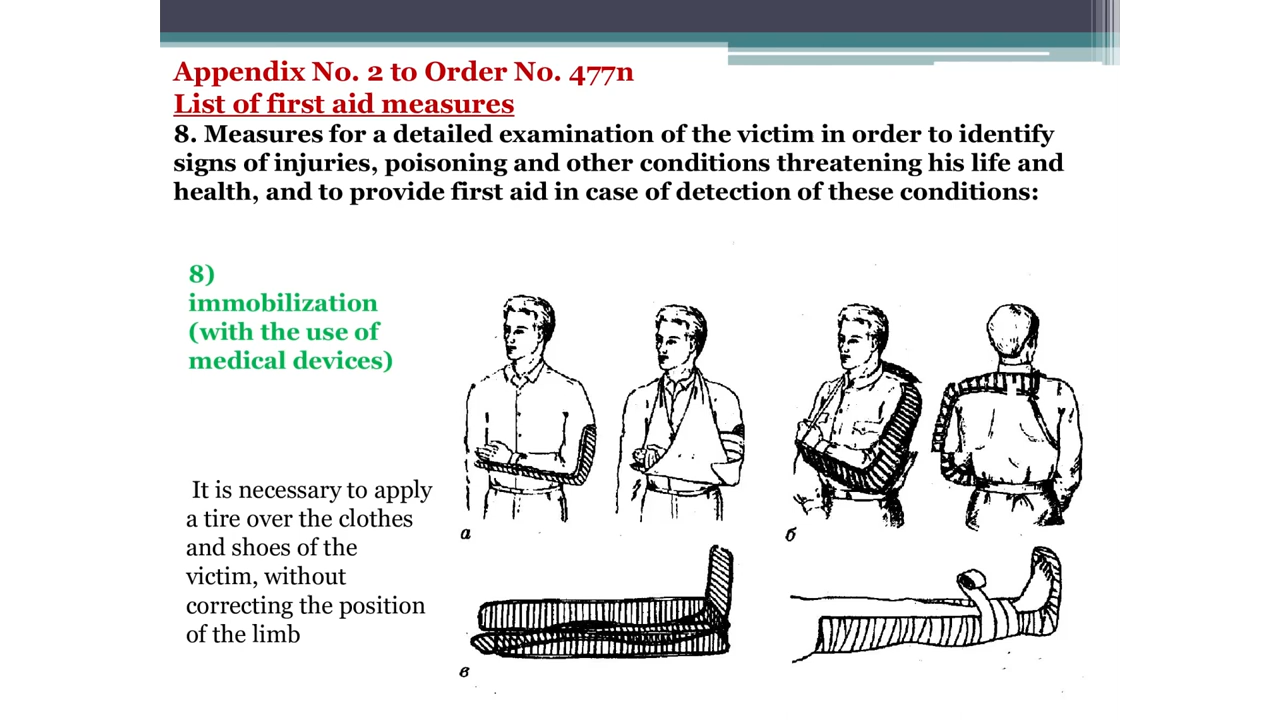 Appendix No. 2 to Order No. 477n
List of first aid measures
8. Measures for a detailed examination of the victim in order to identify
signs of injuries, poisoning and other conditions threatening his life and
health, and to provide first aid in case of detection of these conditions:
8)
immobilization
(with the use of
medical devices)
It is necessary to apply
a tire over the clothes
and shoes of the
victim, without
correcting the position
of the limb
а
б
в